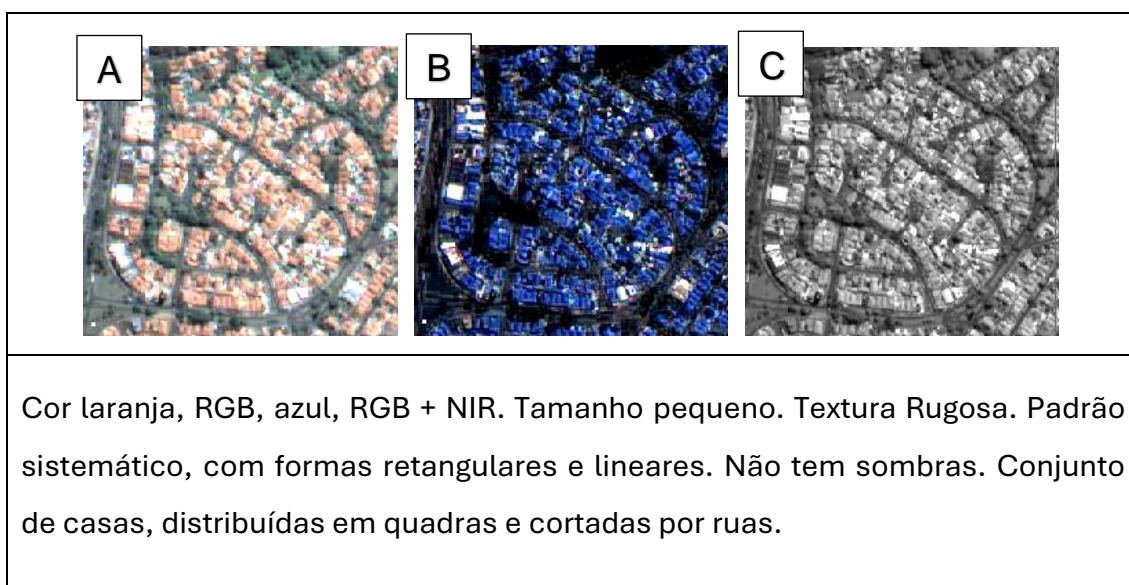 A
B
C
Cor laranja, RGB, azul, RGB + NIR. Tamanho pequeno. Textura Rugosa. Padrão
sistemático, com formas retangulares e lineares. Não tem sombras. Conjunto
de casas, distribuídas em quadras e cortadas por ruas.